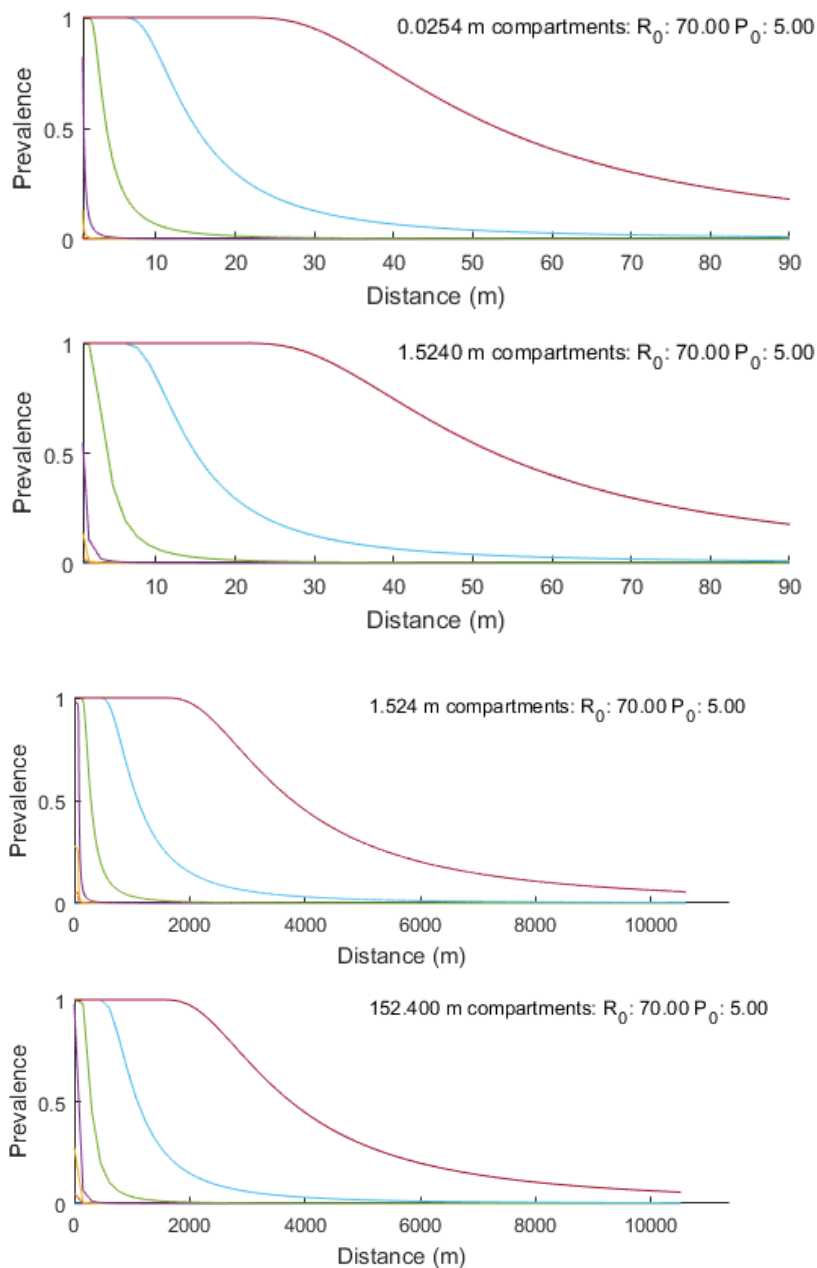 0.0254 m compartments: R0: 70.00 P0: 5.00
1
0.5
0
Prevalence
10 20 30 40 50 60 70 80 90
Distance (m)
1.5240 m compartments: R0: 70.00 P0: 5.00
1
0.5
0
Prevalence
10 20 30 40 50 60 70 80 90
Distance (m)
1.524 m compartments: R0: 70.00 P0: 5.00
1
0.5
0
Prevalence
0 2000 4000 6000 8000 10000
Distance (m)
152.400 m compartments: R0: 70.00 P0: 5.00
1
0.5
0
Prevalence
0 2000 4000 6000 8000 10000
Distance (m)